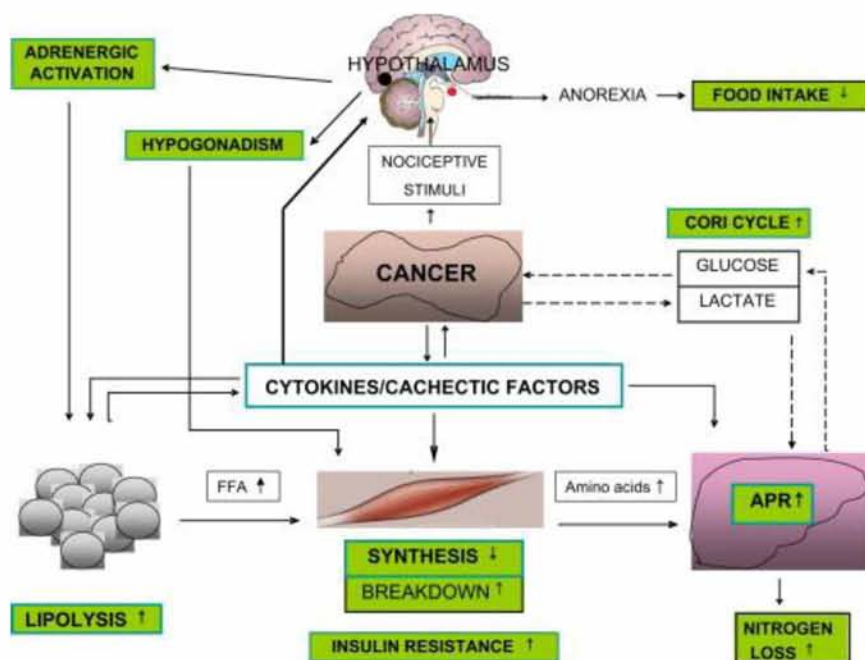 ADRENERGIC
ACTIVATION
HYPOTHALAMUS
ANOREXIA
FOOD INTAKE ↓
HYPOGONADISM
NOCICEPTIVE
STIMULI
CORI CYCLE ↑
CANCER
GLUCOSE
LACTATE
CYTOKINES/CACHECTIC FACTORS
FFA ↑
Amino acids ↑
APR ↑
SYNTHESIS ↓
BREAKDOWN ↑
LIPOLYSIS ↑
INSULIN RESISTANCE ↑
NITROGEN
LOSS ↑